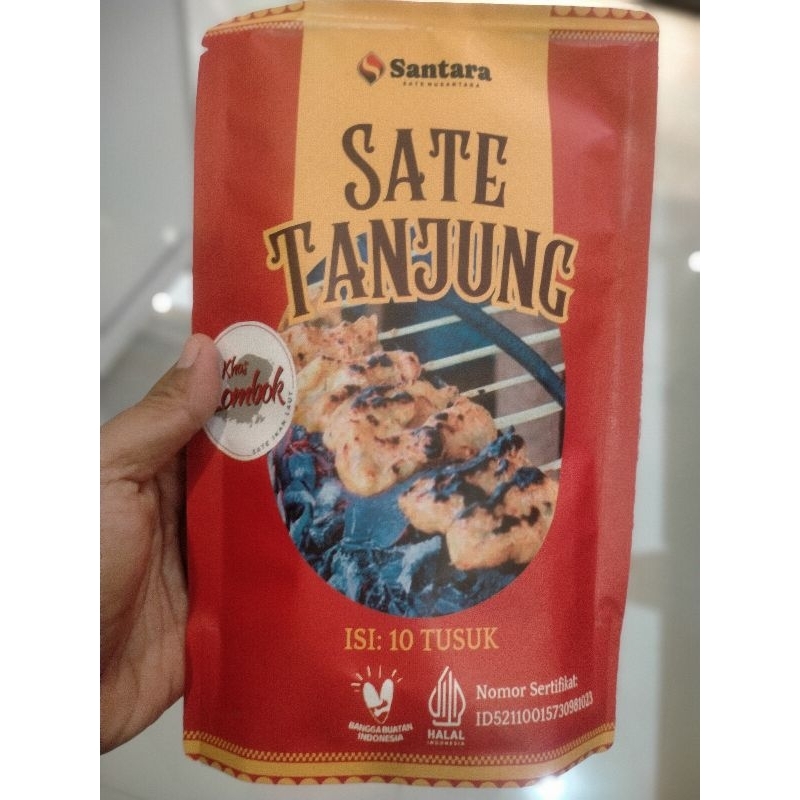 Santara
SATE NUSANTARA
SATE
TANJUNG
Khas
Lombok
SATE IKAN LAUT
ISI: 10 TUSUK
BANGGA BUATAN
INDONESIA
HALAL
INDONESIA
Nomor Sertifikat:
ID52110015730981023